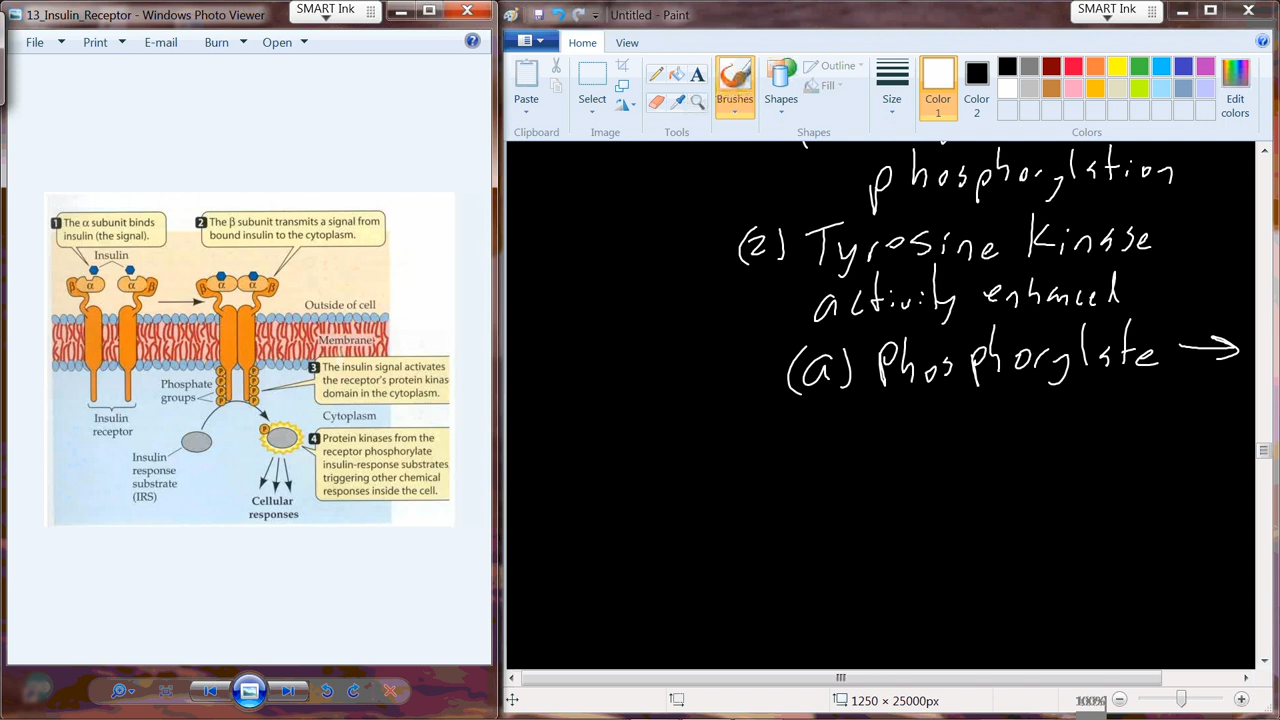 13_Insulin_Receptor - Windows Photo Viewer
SMART Ink
File Print E-mail Burn Open
1 The α subunit binds
insulin (the signal).
2 The β subunit transmits a signal from
bound insulin to the cytoplasm.
Insulin
β α α β α α β
Outside of cell
Membrane
3 The insulin signal activates
the receptor's protein kinas
domain in the cytoplasm.
Phosphate
groups
P P P P P P P P
Insulin
receptor
Cytoplasm
P
4 Protein kinases from the
receptor phosphorylate
insulin-response substrates,
triggering other chemical
responses inside the cell.
Insulin
response
substrate
(IRS)
Cellular
responses
Untitled - Paint
SMART Ink
Home View
Paste
Clipboard
Select
Image
A
Tools
Brushes
Shapes
Outline
Fill
Shapes
Size
Color
1
Color
2
Edit
colors
Colors
phosphorylation
(2) Tyrosine Kinase
activity enhanced
(a) Phosphorylate →
1250 × 25000px
100%